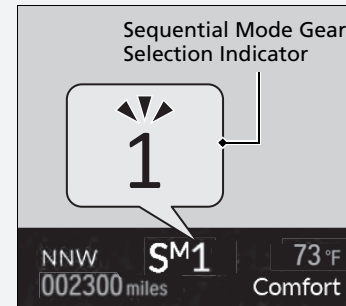 Sequential Mode Gear
Selection Indicator
1
NNW SM1 73 °F
002300 miles Comfort